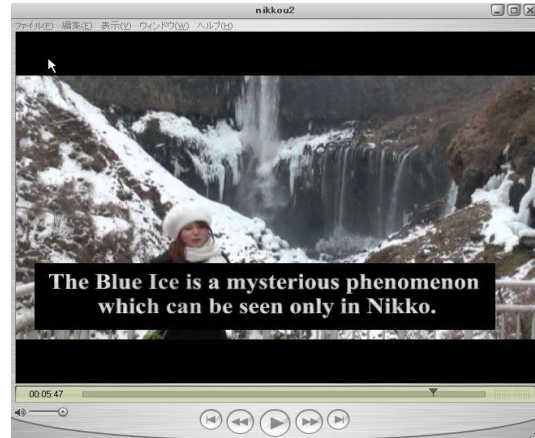 nikkou2
ファイル(F) 編集(E) 表示(V) ウィンドウ(W) ヘルプ(H)
The Blue Ice is a mysterious phenomenon
which can be seen only in Nikko.
00:05:47